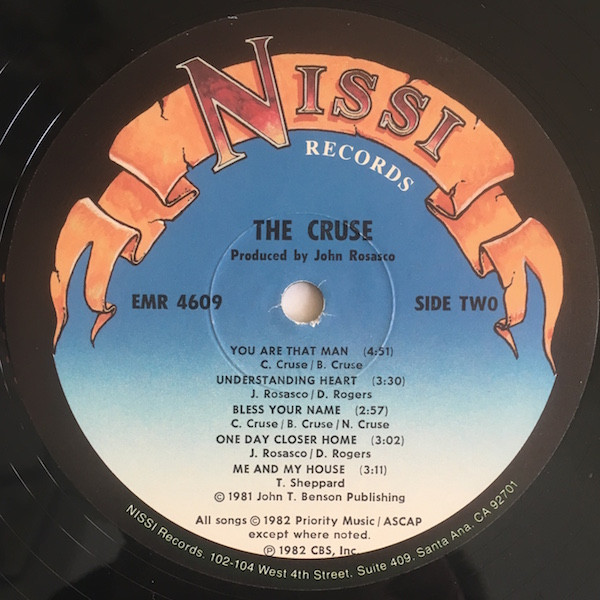 NISSI
RECORDS
THE CRUSE
Produced by John Rosasco
EMR 4609
SIDE TWO
YOU ARE THAT MAN (4:51)
C. Cruse/B. Cruse
UNDERSTANDING HEART (3:30)
J. Rosasco/D. Rogers
BLESS YOUR NAME (2:57)
C. Cruse/B. Cruse/N. Cruse
ONE DAY CLOSER HOME (3:02)
J. Rosasco/D. Rogers
ME AND MY HOUSE (3:11)
T. Sheppard
© 1981 John T. Benson Publishing
All songs © 1982 Priority Music/ASCAP
except where noted.
℗ 1982 CBS, Inc.
NISSI Records, 102-104 West 4th Street, Suite 409, Santa Ana, CA 92701